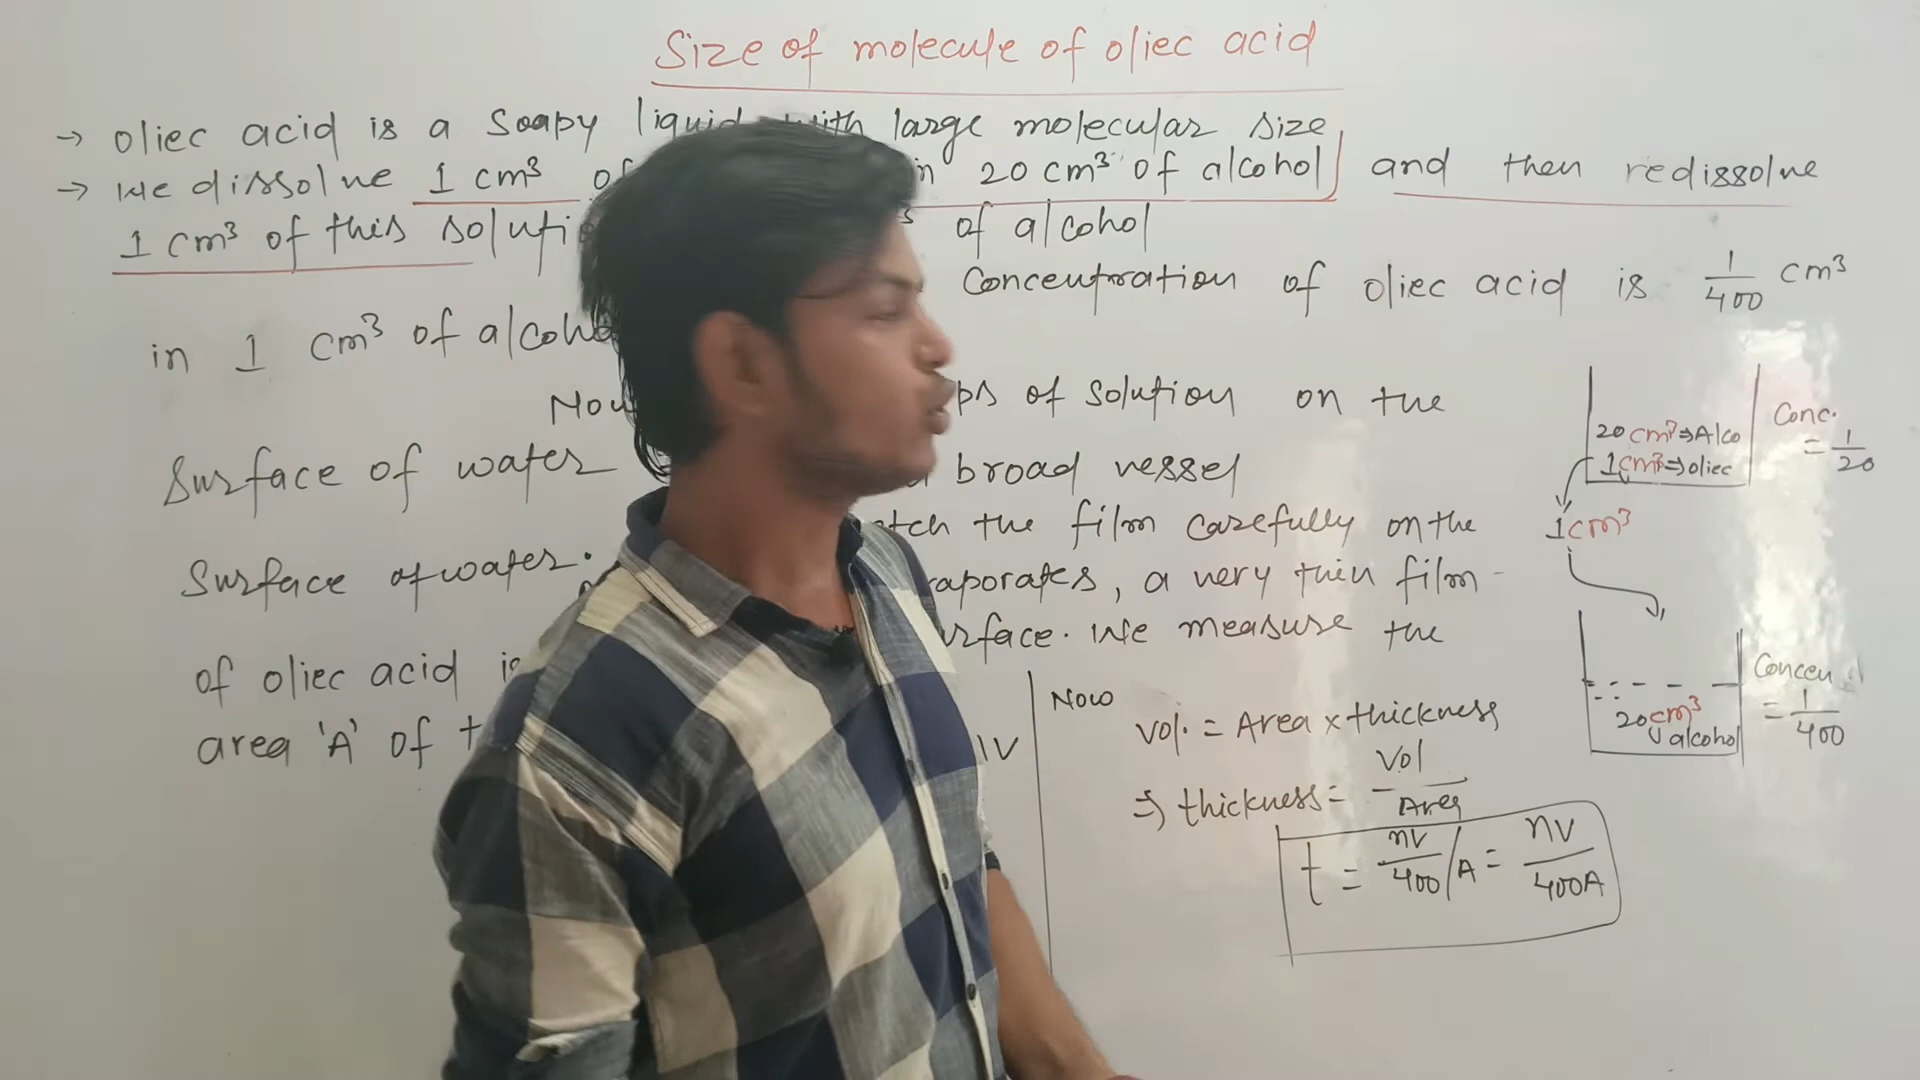 Size of molecule of oliec acid
→ oliec acid is a soapy liquid with large molecular size
→ We dissolve 1 cm³ of in 20 cm³ of alcohol and then redissolve
1 cm³ of this solution of alcohol
Concentration of oliec acid is 1/400 cm³
in 1 cm³ of alcohol
Now of solution on the
Surface of water broad vessel
the film carefully on the
Surface of water. a very thin film
of oliec acid is We measure the
area 'A' of
Now
Vol. = Area x thickness
⇒ thickness = Vol/Area
t = nv/400 / A = nv/400A
20 cm³ ⇒ Alco
1 cm³ ⇒ oliec
Conc. = 1/20
1 cm³
20 cm³
alcohol
Concen
= 1/400